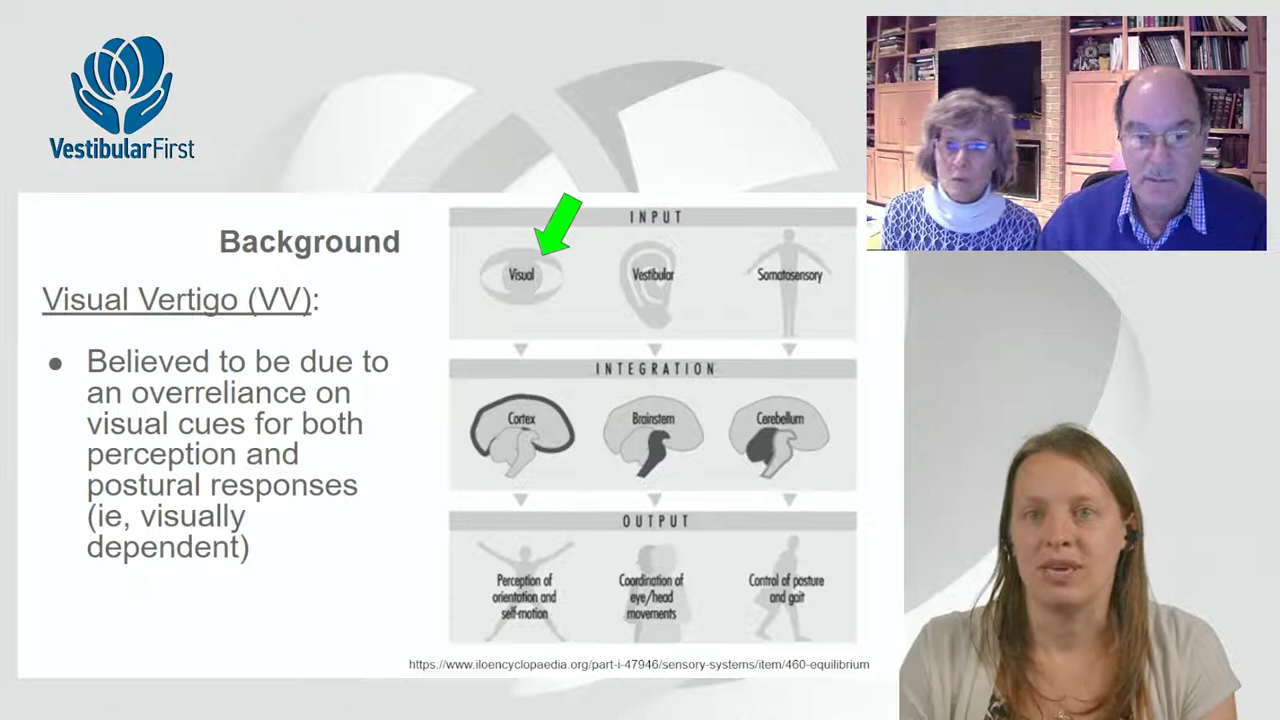 VestibularFirst
Background
Visual Vertigo (VV):
● Believed to be due to
an overreliance on
visual cues for both
perception and
postural responses
(ie, visually
dependent)
INPUT
Visual
Vestibular
Somatosensory
INTEGRATION
Cortex
Brainstem
Cerebellum
OUTPUT
Perception of
orientation and
self-motion
Coordination of
eye/head
movements
Control of posture
and gait
https://www.iloencyclopaedia.org/part-i-47946/sensory-systems/item/460-equilibrium